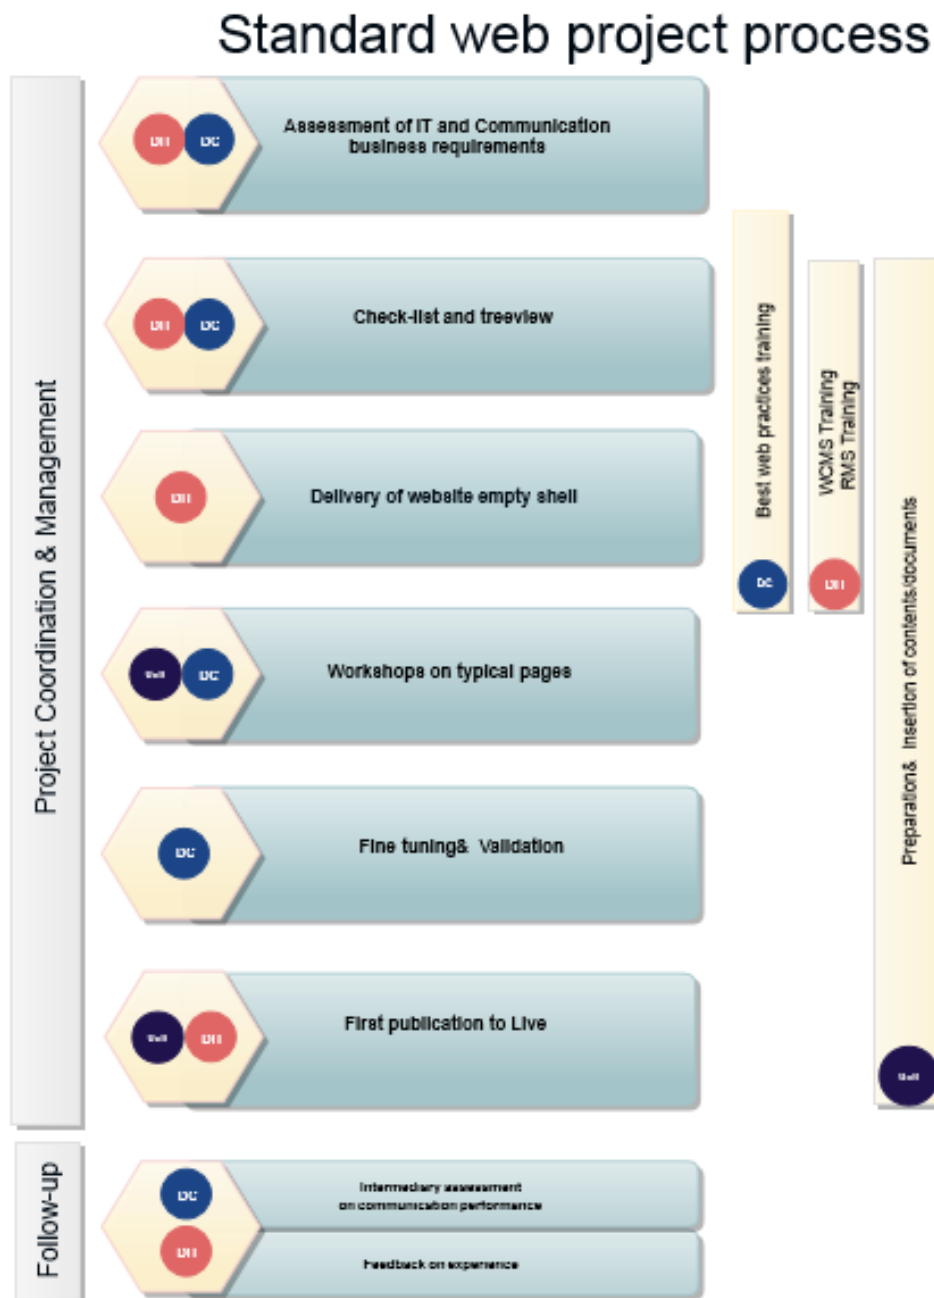 Standard web project process
Project Coordination & Management
DC
Assessment of IT and Communication
business requirements
DC
Check-list and treeview
Delivery of website empty shell
DC
Workshops on typical pages
DC
Fine tuning& Validation
First publication to Live
Best web practices training
DC
WCMS Training
RMS Training
Preparation& Insertion of contents/documents
Follow-up
DC
Intermediary assessment
on communication performance
Feedback on experience